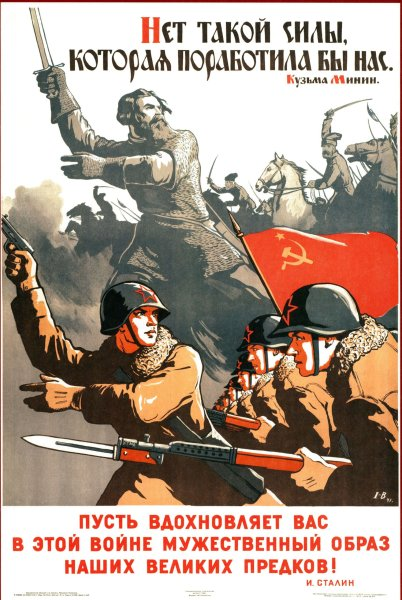 Нет такой силы,
которая поработила бы нас.
Кузьма Минин.
ПУСТЬ ВДОХНОВЛЯЕТ ВАС
В ЭТОЙ ВОЙНЕ МУЖЕСТВЕННЫЙ ОБРАЗ
НАШИХ ВЕЛИКИХ ПРЕДКОВ!
И. СТАЛИН